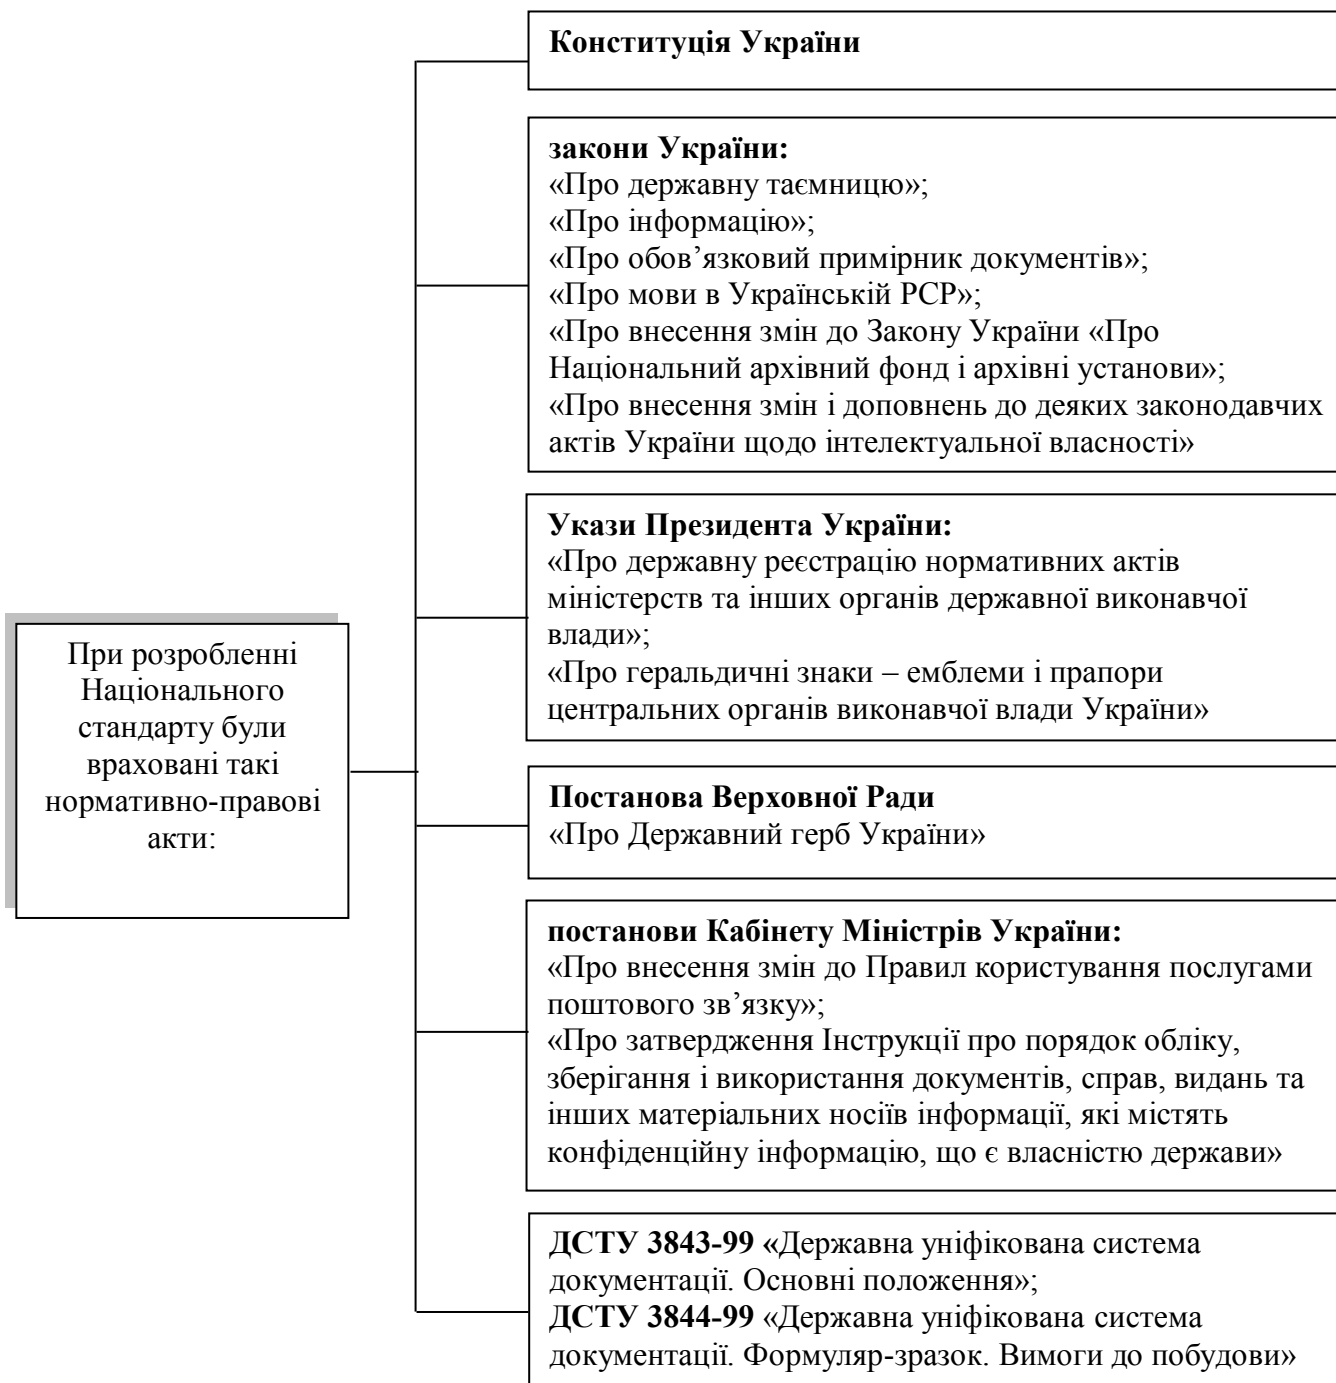 Конституція України
закони України:
«Про державну таємницю»;
«Про інформацію»;
«Про обов’язковий примірник документів»;
«Про мови в Українській РСР»;
«Про внесення змін до Закону України «Про
Національний архівний фонд і архівні установи»;
«Про внесення змін і доповнень до деяких законодавчих
актів України щодо інтелектуальної власності»
Укази Президента України:
«Про державну реєстрацію нормативних актів
міністерств та інших органів державної виконавчої
влади»;
«Про геральдичні знаки – емблеми і прапори
центральних органів виконавчої влади України»
При розробленні
Національного
стандарту були
враховані такі
нормативно-правові
акти:
Постанова Верховної Ради
«Про Державний герб України»
постанови Кабінету Міністрів України:
«Про внесення змін до Правил користування послугами
поштового зв’язку»;
«Про затвердження Інструкції про порядок обліку,
зберігання і використання документів, справ, видань та
інших матеріальних носіїв інформації, які містять
конфіденційну інформацію, що є власністю держави»
ДСТУ 3843-99 «Державна уніфікована система
документації. Основні положення»;
ДСТУ 3844-99 «Державна уніфікована система
документації. Формуляр-зразок. Вимоги до побудови»